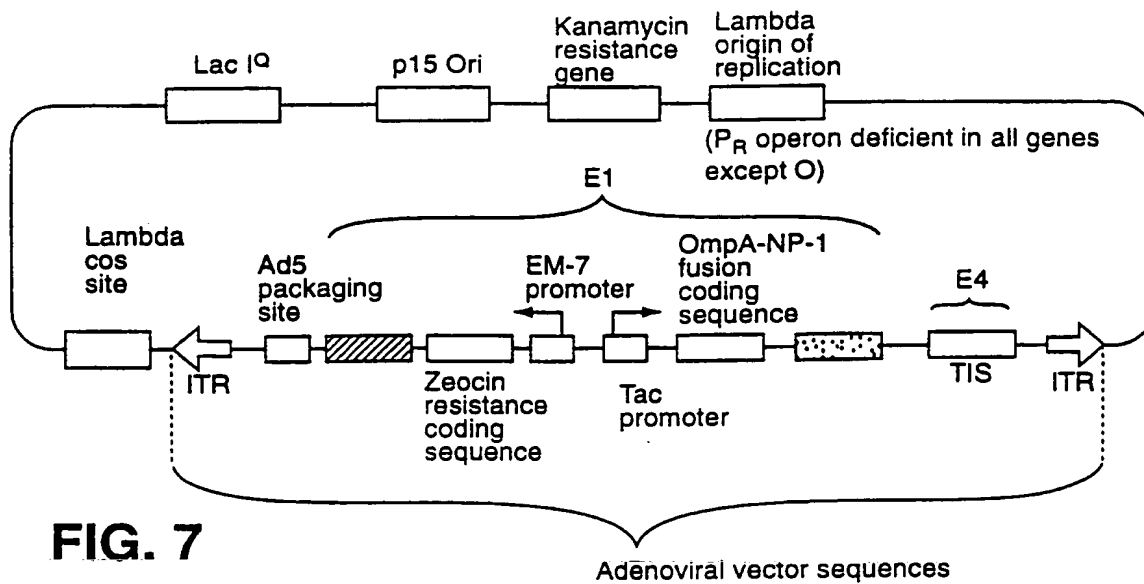 Lac I^Q
p15 Ori
Kanamycin
resistance
gene
Lambda
origin of
replication
(P_R operon deficient in all genes
except O)
E1
Lambda
cos
site
Ad5
packaging
site
EM-7
promoter
OmpA-NP-1
fusion
coding
sequence
E4
ITR
Zeocin
resistance
coding
sequence
Tac
promoter
TIS
ITR
FIG. 7
Adenoviral vector sequences